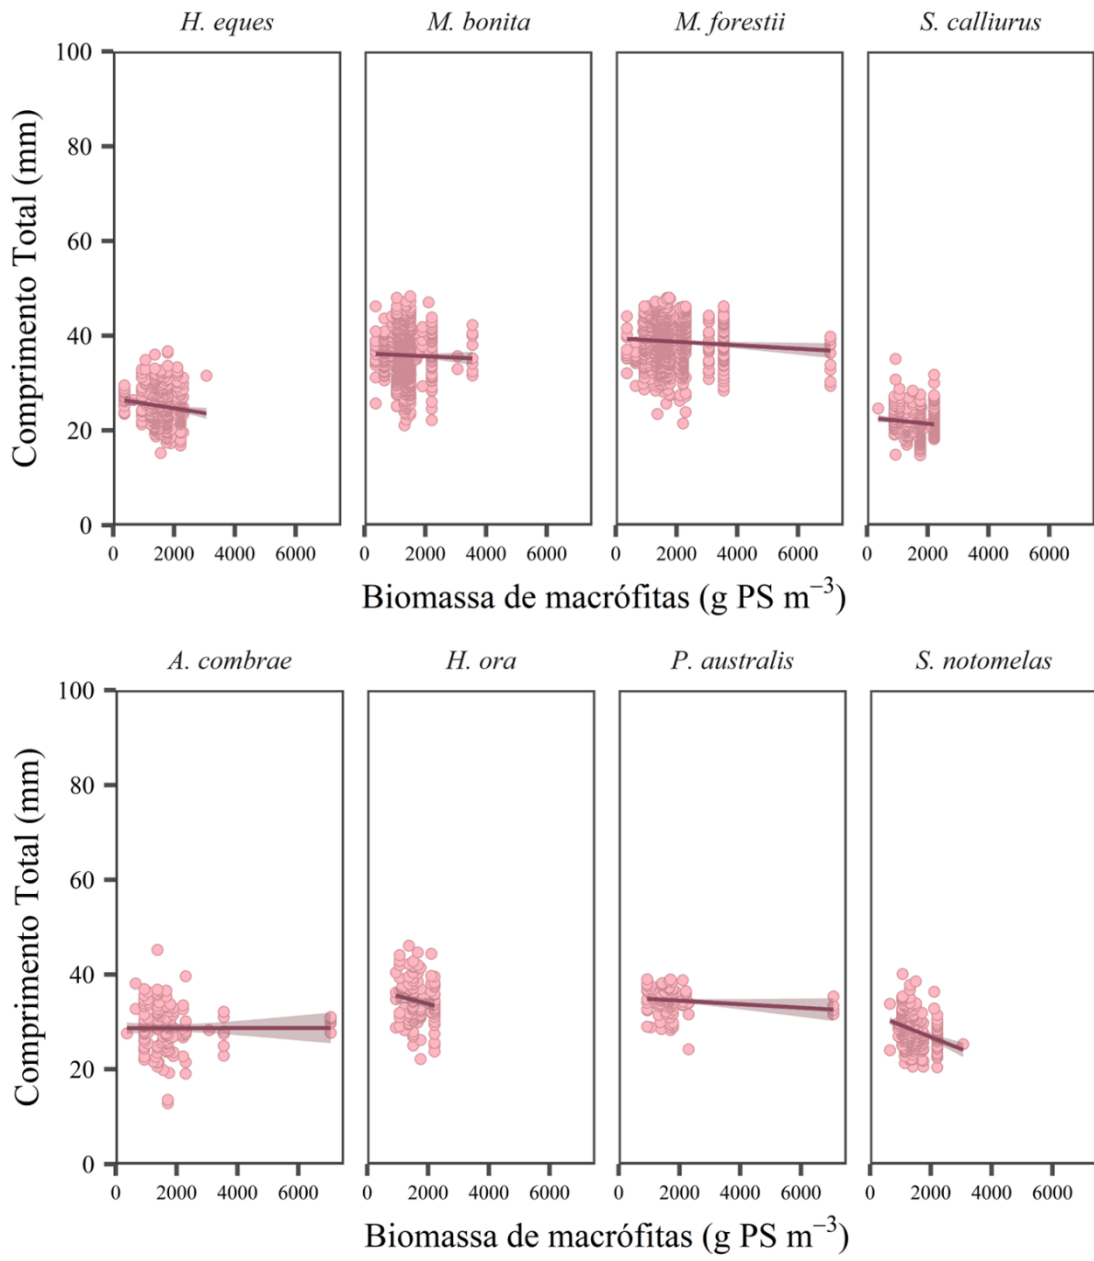 H. eques M. bonita M. forestii S. calliurus
100
80
60
40
20
0
Comprimento Total (mm)
0 2000 4000 6000 0 2000 4000 6000 0 2000 4000 6000 0 2000 4000 6000
Biomassa de macrófitas (g PS m⁻³)
A. combrae H. ora P. australis S. notomelas
100
80
60
40
20
0
Comprimento Total (mm)
0 2000 4000 6000 0 2000 4000 6000 0 2000 4000 6000 0 2000 4000 6000
Biomassa de macrófitas (g PS m⁻³)